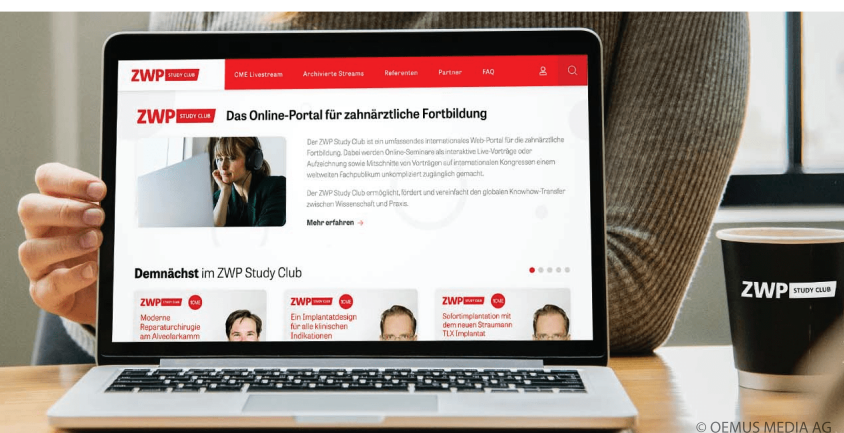 ZWP STUDY CLUB
CME Livestream Archivierte Streams Referenten Partner FAQ
ZWP STUDY CLUB Das Online-Portal für zahnärztliche Fortbildung
Der ZWP Study Club ist ein umfassendes internationales Web-Portal für die zahnärztliche
Fortbildung. Dabei werden Online-Seminare als interaktive Live-Vorträge oder
Aufzeichnung sowie Mitschnitte von Vorträgen auf internationalen Kongressen einem
weltweiten Fachpublikum unkompliziert zugänglich gemacht.
Der ZWP Study Club ermöglicht, fördert und vereinfacht den globalen Knowhow-Transfer
zwischen Wissenschaft und Praxis.
Mehr erfahren →
Demnächst im ZWP Study Club
ZWP STUDY CLUB 1CME
Moderne
Reparaturchirugie
am Alveolarkamm
ZWP STUDY CLUB 1CME
Ein Implantatdesign
für alle klinischen
Indikationen
ZWP STUDY CLUB 1CME
Sofortimplantation mit
dem neuen Straumann
TLX Implantat
ZWP STUDY CLUB
© OEMUS MEDIA AG